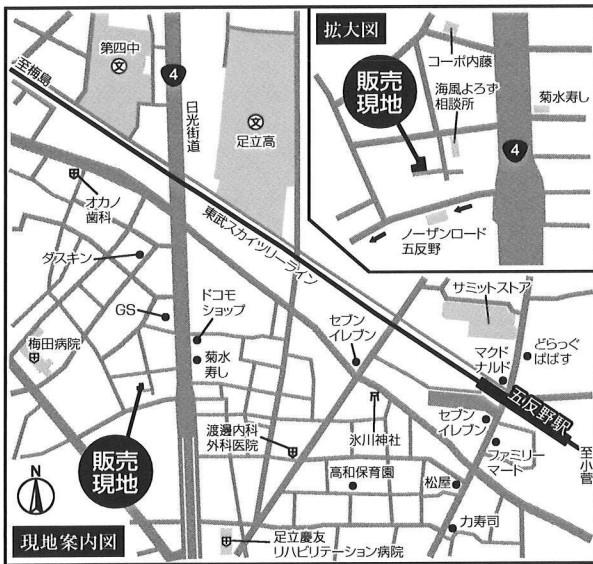 拡大図
コーポ内藤
海風よろず
相談所
菊水寿し
販売
現地
4
ノーザンロード
五反野
第四中
文
至梅島
4
日光街道
文
足立高
オカノ
歯科
東武スカイツリーライン
ダスキン
GS
ドコモ
ショップ
菊水
寿し
梅田病院
セブン
イレブン
サミットストア
マクド
ナルド
どらっぐ
ぱぱす
五反野駅
至小菅
セブン
イレブン
ファミリー
マート
渡邊内科
外科医院
氷川神社
高和保育園
松屋
力寿司
販売
現地
N
足立慶友
リハビリテーション病院
現地案内図